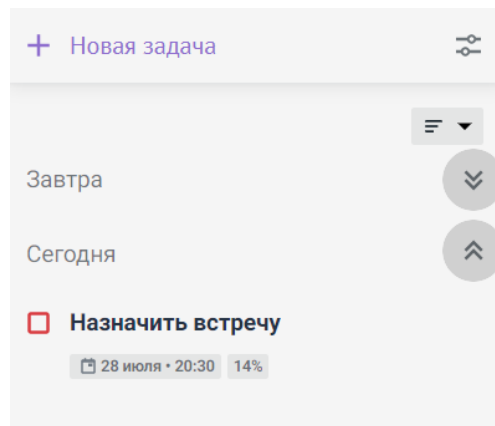 Новая задача
Завтра
Сегодня
Назначить встречу
28 июля • 20:30 14%